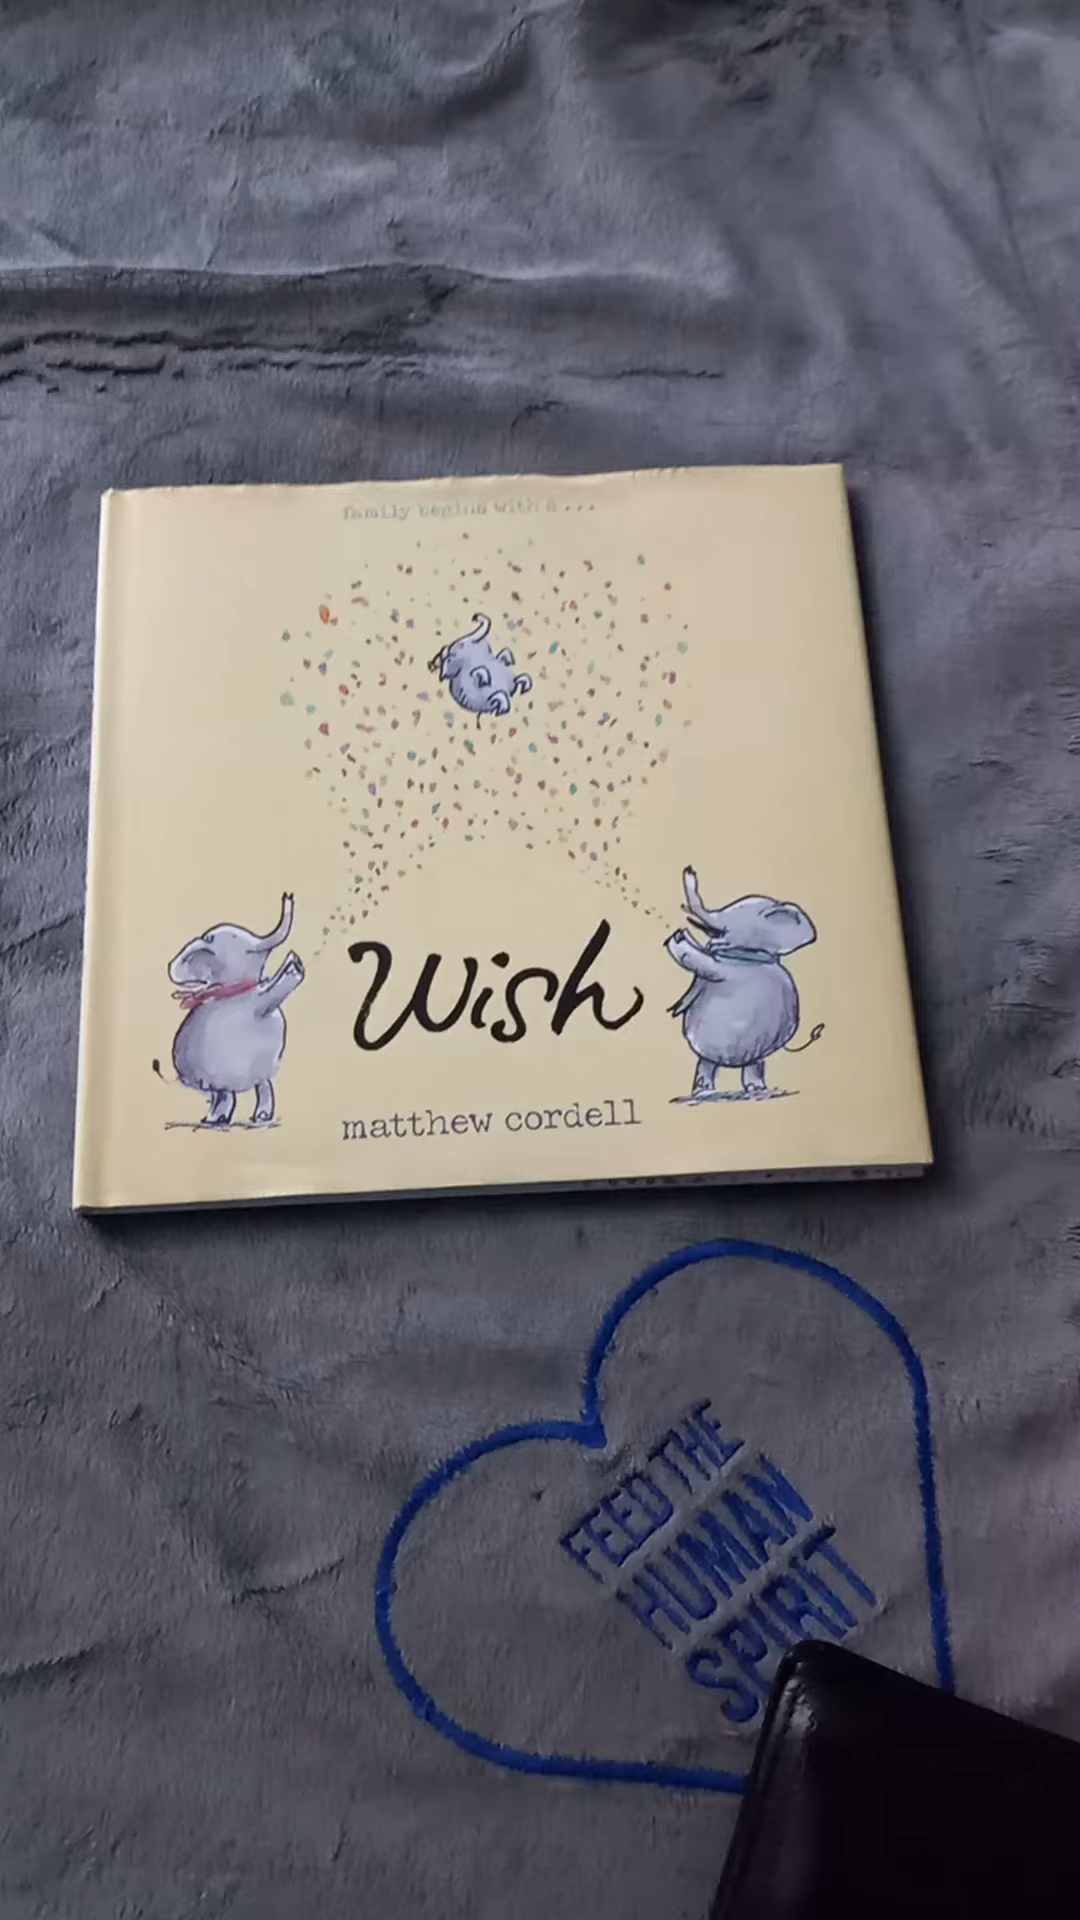 family begins with a...
Wish
matthew cordell
FEED THE
HUMAN
SPIRIT